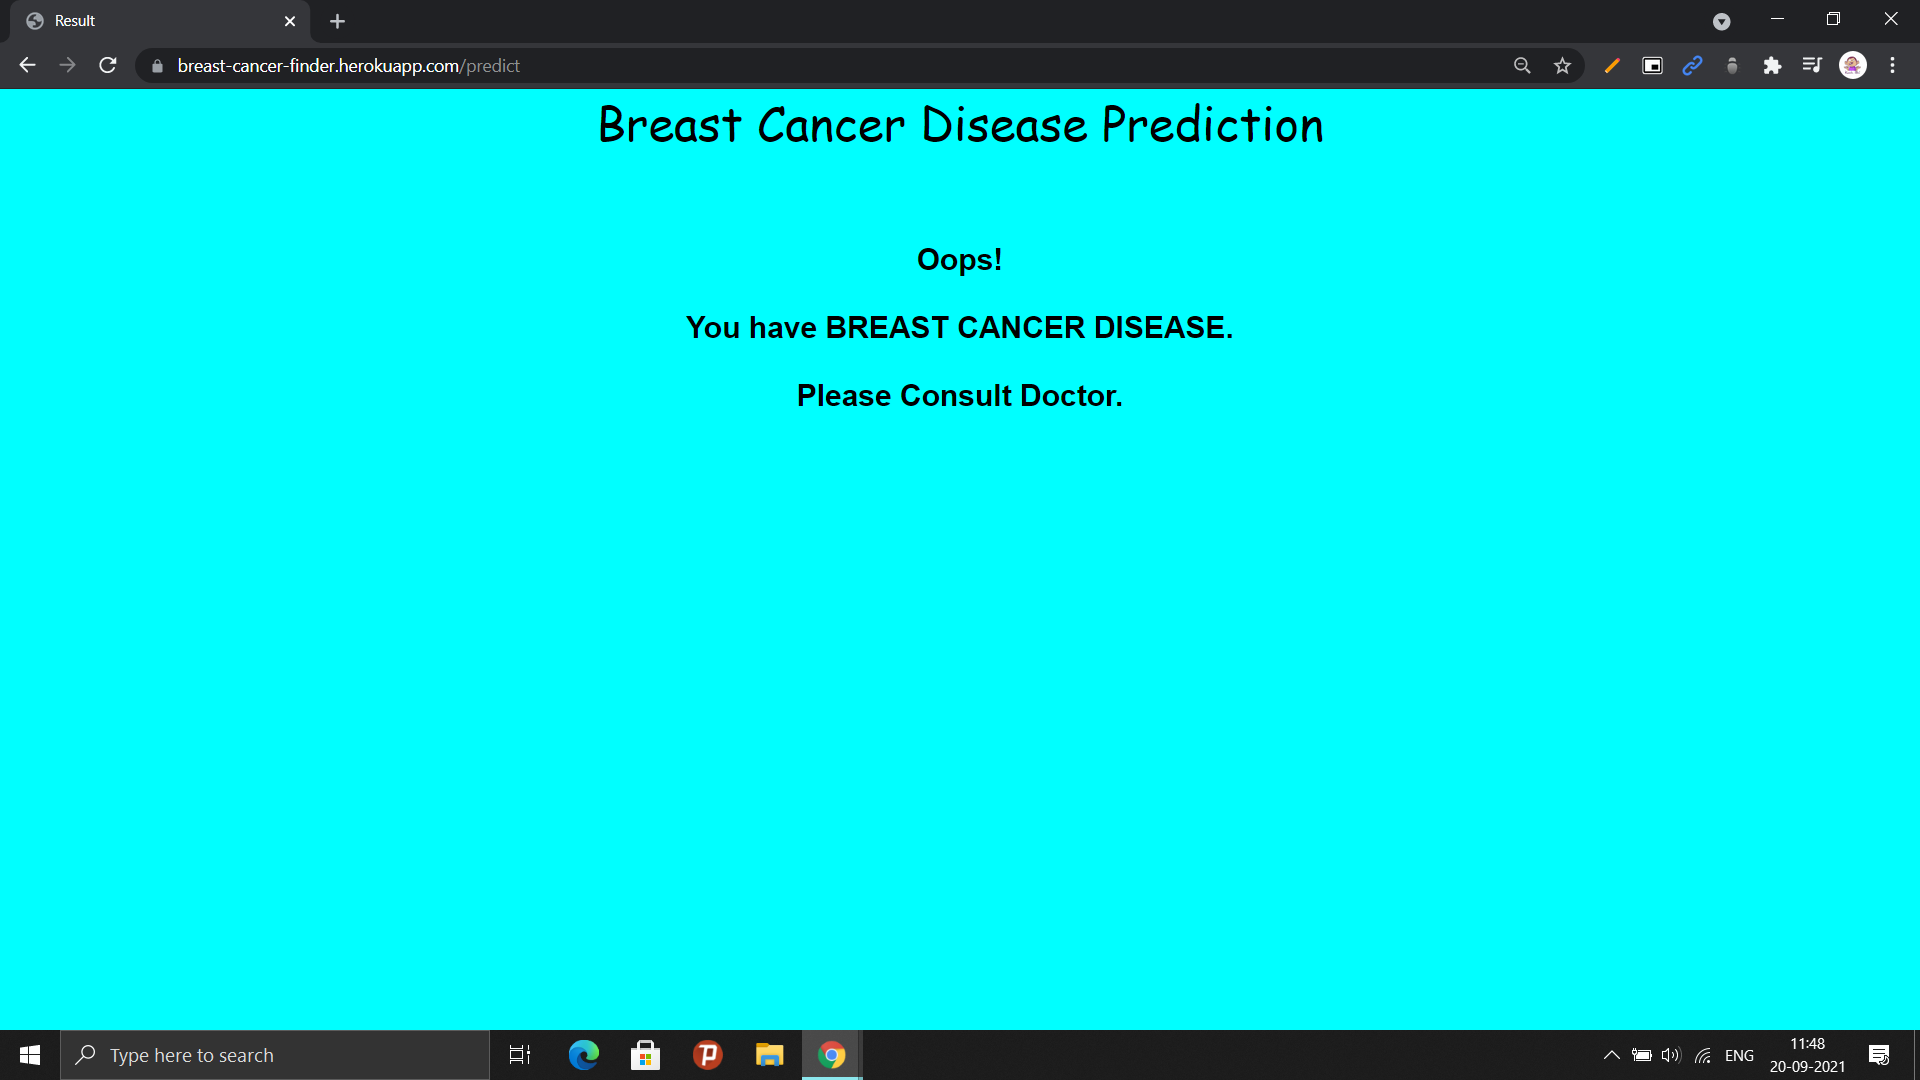 Result
breast-cancer-finder.herokuapp.com/predict
Breast Cancer Disease Prediction
Oops!
You have BREAST CANCER DISEASE.
Please Consult Doctor.
Type here to search
ENG
11:48
20-09-2021